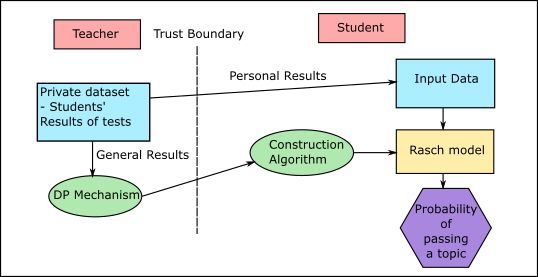 Teacher
Trust Boundary
Student
Personal Results
Private dataset
- Students'
Results of tests
Input Data
General Results
Construction
Algorithm
Rasch model
DP Mechanism
Probability
of
passing
a topic